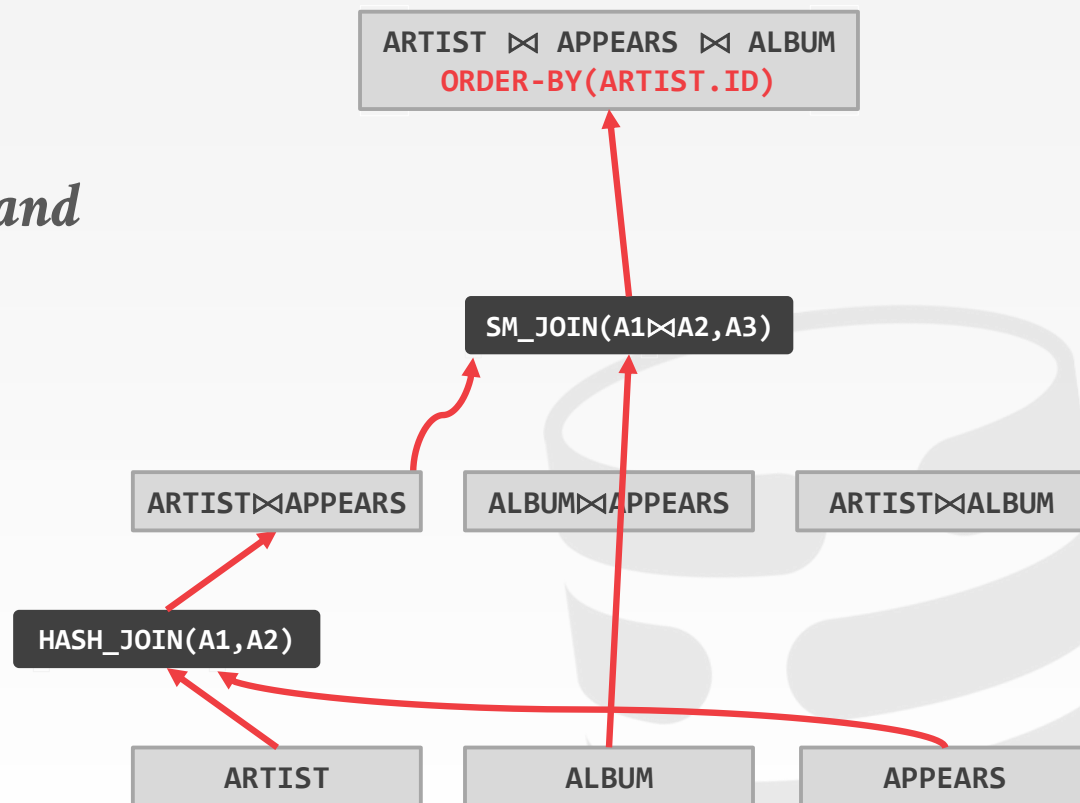 ARTIST ⋈ APPEARS ⋈ ALBUM
ORDER-BY(ARTIST.ID)
and
SM_JOIN(A1⋈A2,A3)
ARTIST⋈APPEARS
ALBUM⋈APPEARS
ARTIST⋈ALBUM
HASH_JOIN(A1,A2)
ARTIST
ALBUM
APPEARS